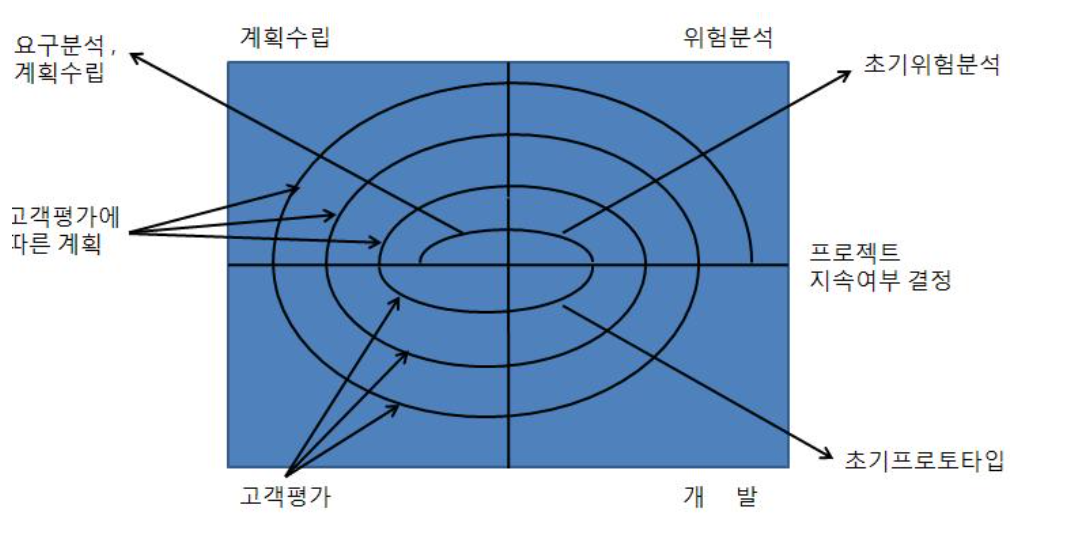 계획수립
위험분석
요구분석 ,
계획수립
초기위험분석
고객평가에
따른 계획
프로젝트
지속여부 결정
초기프로토타입
고객평가
개 발